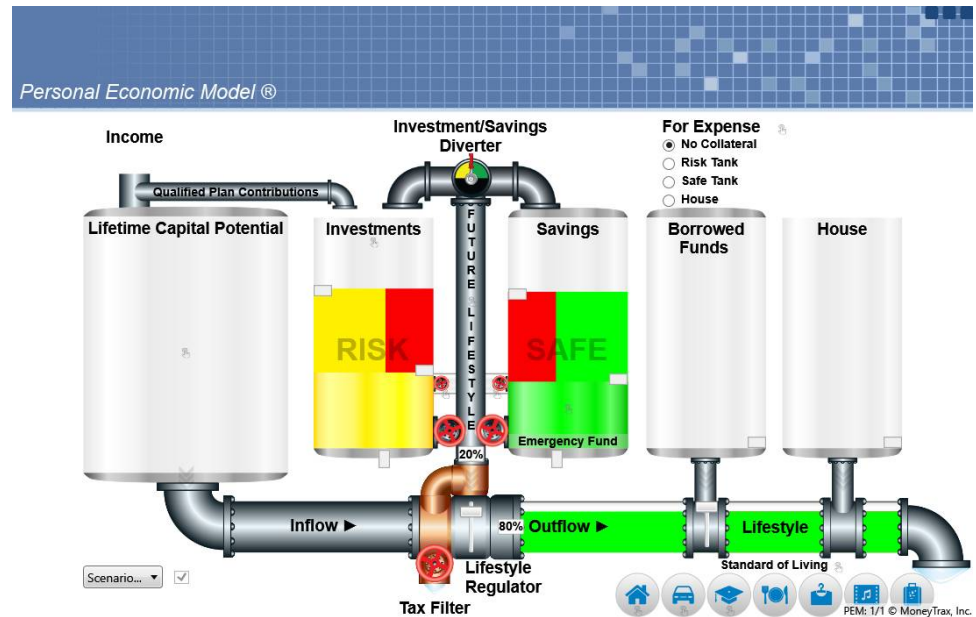 Personal Economic Model ®
Income
Investment/Savings
Diverter
For Expense
No Collateral
Risk Tank
Safe Tank
House
Qualified Plan Contributions
Lifetime Capital Potential
Investments
FUTURE LIFESTYLE
Savings
Borrowed
Funds
House
RISK
SAFE
Emergency Fund
20%
Inflow ►
80%
Outflow ►
Lifestyle
Standard of Living
Lifestyle
Regulator
Tax Filter
Scenario...
PEM: 1/1 © MoneyTrax, Inc.